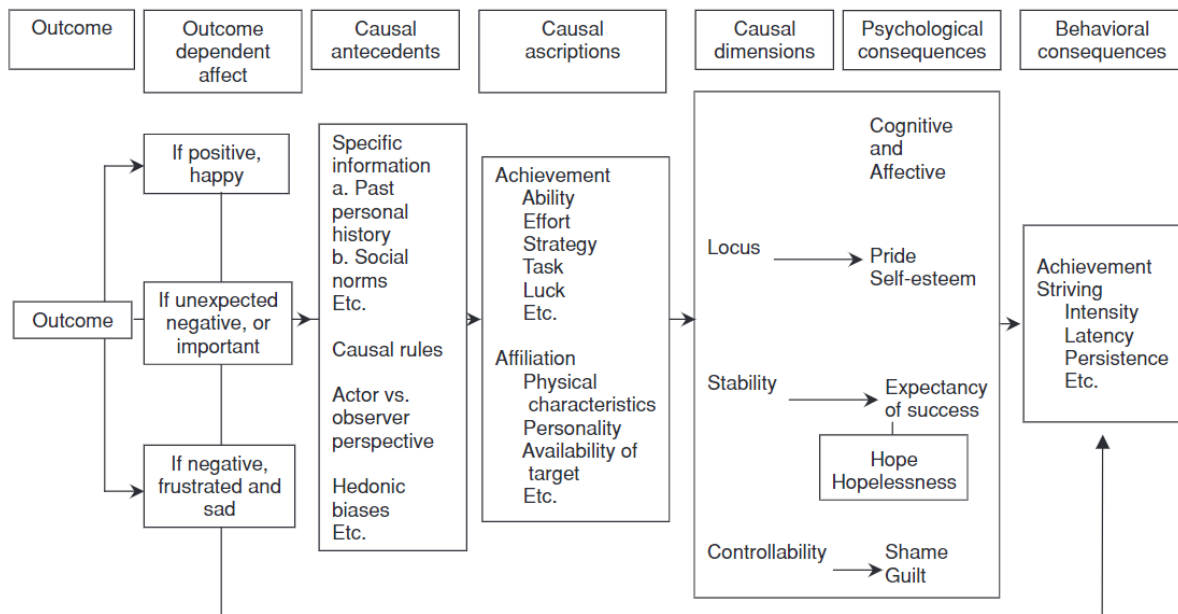 Outcome
Outcome
dependent
affect
Causal
antecedents
Causal
ascriptions
Causal
dimensions
Psychological
consequences
Behavioral
consequences
Outcome
If positive,
happy
If unexpected
negative, or
important
If negative,
frustrated and
sad
Specific
information
a. Past
personal
history
b. Social
norms
Etc.
Causal rules
Actor vs.
observer
perspective
Hedonic
biases
Etc.
Achievement
Ability
Effort
Strategy
Task
Luck
Etc.
Affiliation
Physical
characteristics
Personality
Availability of
target
Etc.
Cognitive
and
Affective
Locus
Pride
Self-esteem
Stability
Expectancy
of success
Hope
Hopelessness
Controllability
Shame
Guilt
Achievement
Striving
Intensity
Latency
Persistence
Etc.